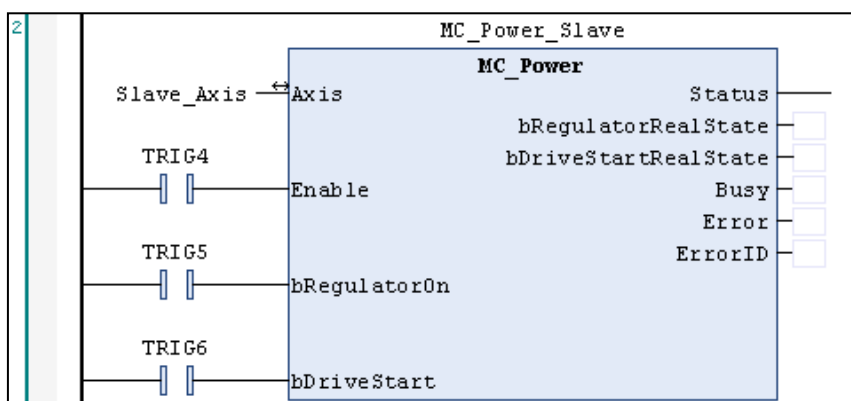 2
MC_Power_Slave
MC_Power
Slave_Axis Axis Status
bRegulatorRealState
TRIG4 bDriveStartRealState
Enable Busy
Error
TRIG5 ErrorID
bRegulatorOn
TRIG6
bDriveStart